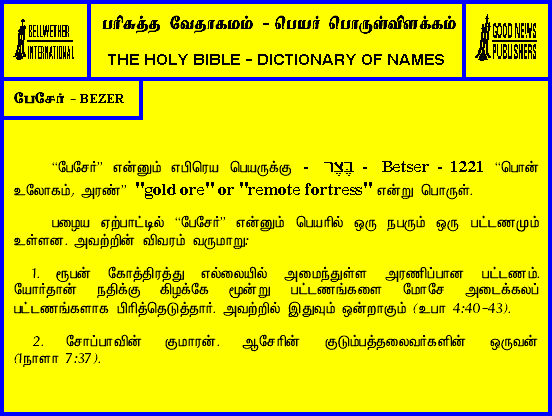 BELLWETHER
INTERNATIONAL
பரிசுத்த வேதாகமம் - பெயர் பொருள்விளக்கம்
THE HOLY BIBLE - DICTIONARY OF NAMES
GOOD NEWS
PUBLISHERS
பேசேர் - BEZER
“பேசேர்” என்னும் எபிரெய பெயருக்கு - בֶּצֶר - Betser - 1221 “பொன்
உலோகம், அரண்” "gold ore" or "remote fortress" என்று பொருள்.
பழைய ஏற்பாட்டில் “பேசேர்” என்னும் பெயரில் ஒரு நபரும் ஒரு பட்டணமும்
உள்ளன. அவற்றின் விவரம் வருமாறு:
1. ரூபன் கோத்திரத்து எல்லையில் அமைந்துள்ள அரணிப்பான பட்டணம்.
யோர்தான் நதிக்கு கிழக்கே மூன்று பட்டணங்களை மோசே அடைக்கலப்
பட்டணங்களாக பிரித்தெடுத்தார். அவற்றில் இதுவும் ஒன்றாகும் (உபா 4:40-43).
2. சோப்பாவின் குமாரன். ஆசேரின் குடும்பத்தலைவர்களின் ஒருவன்
(1நாளா 7:37).